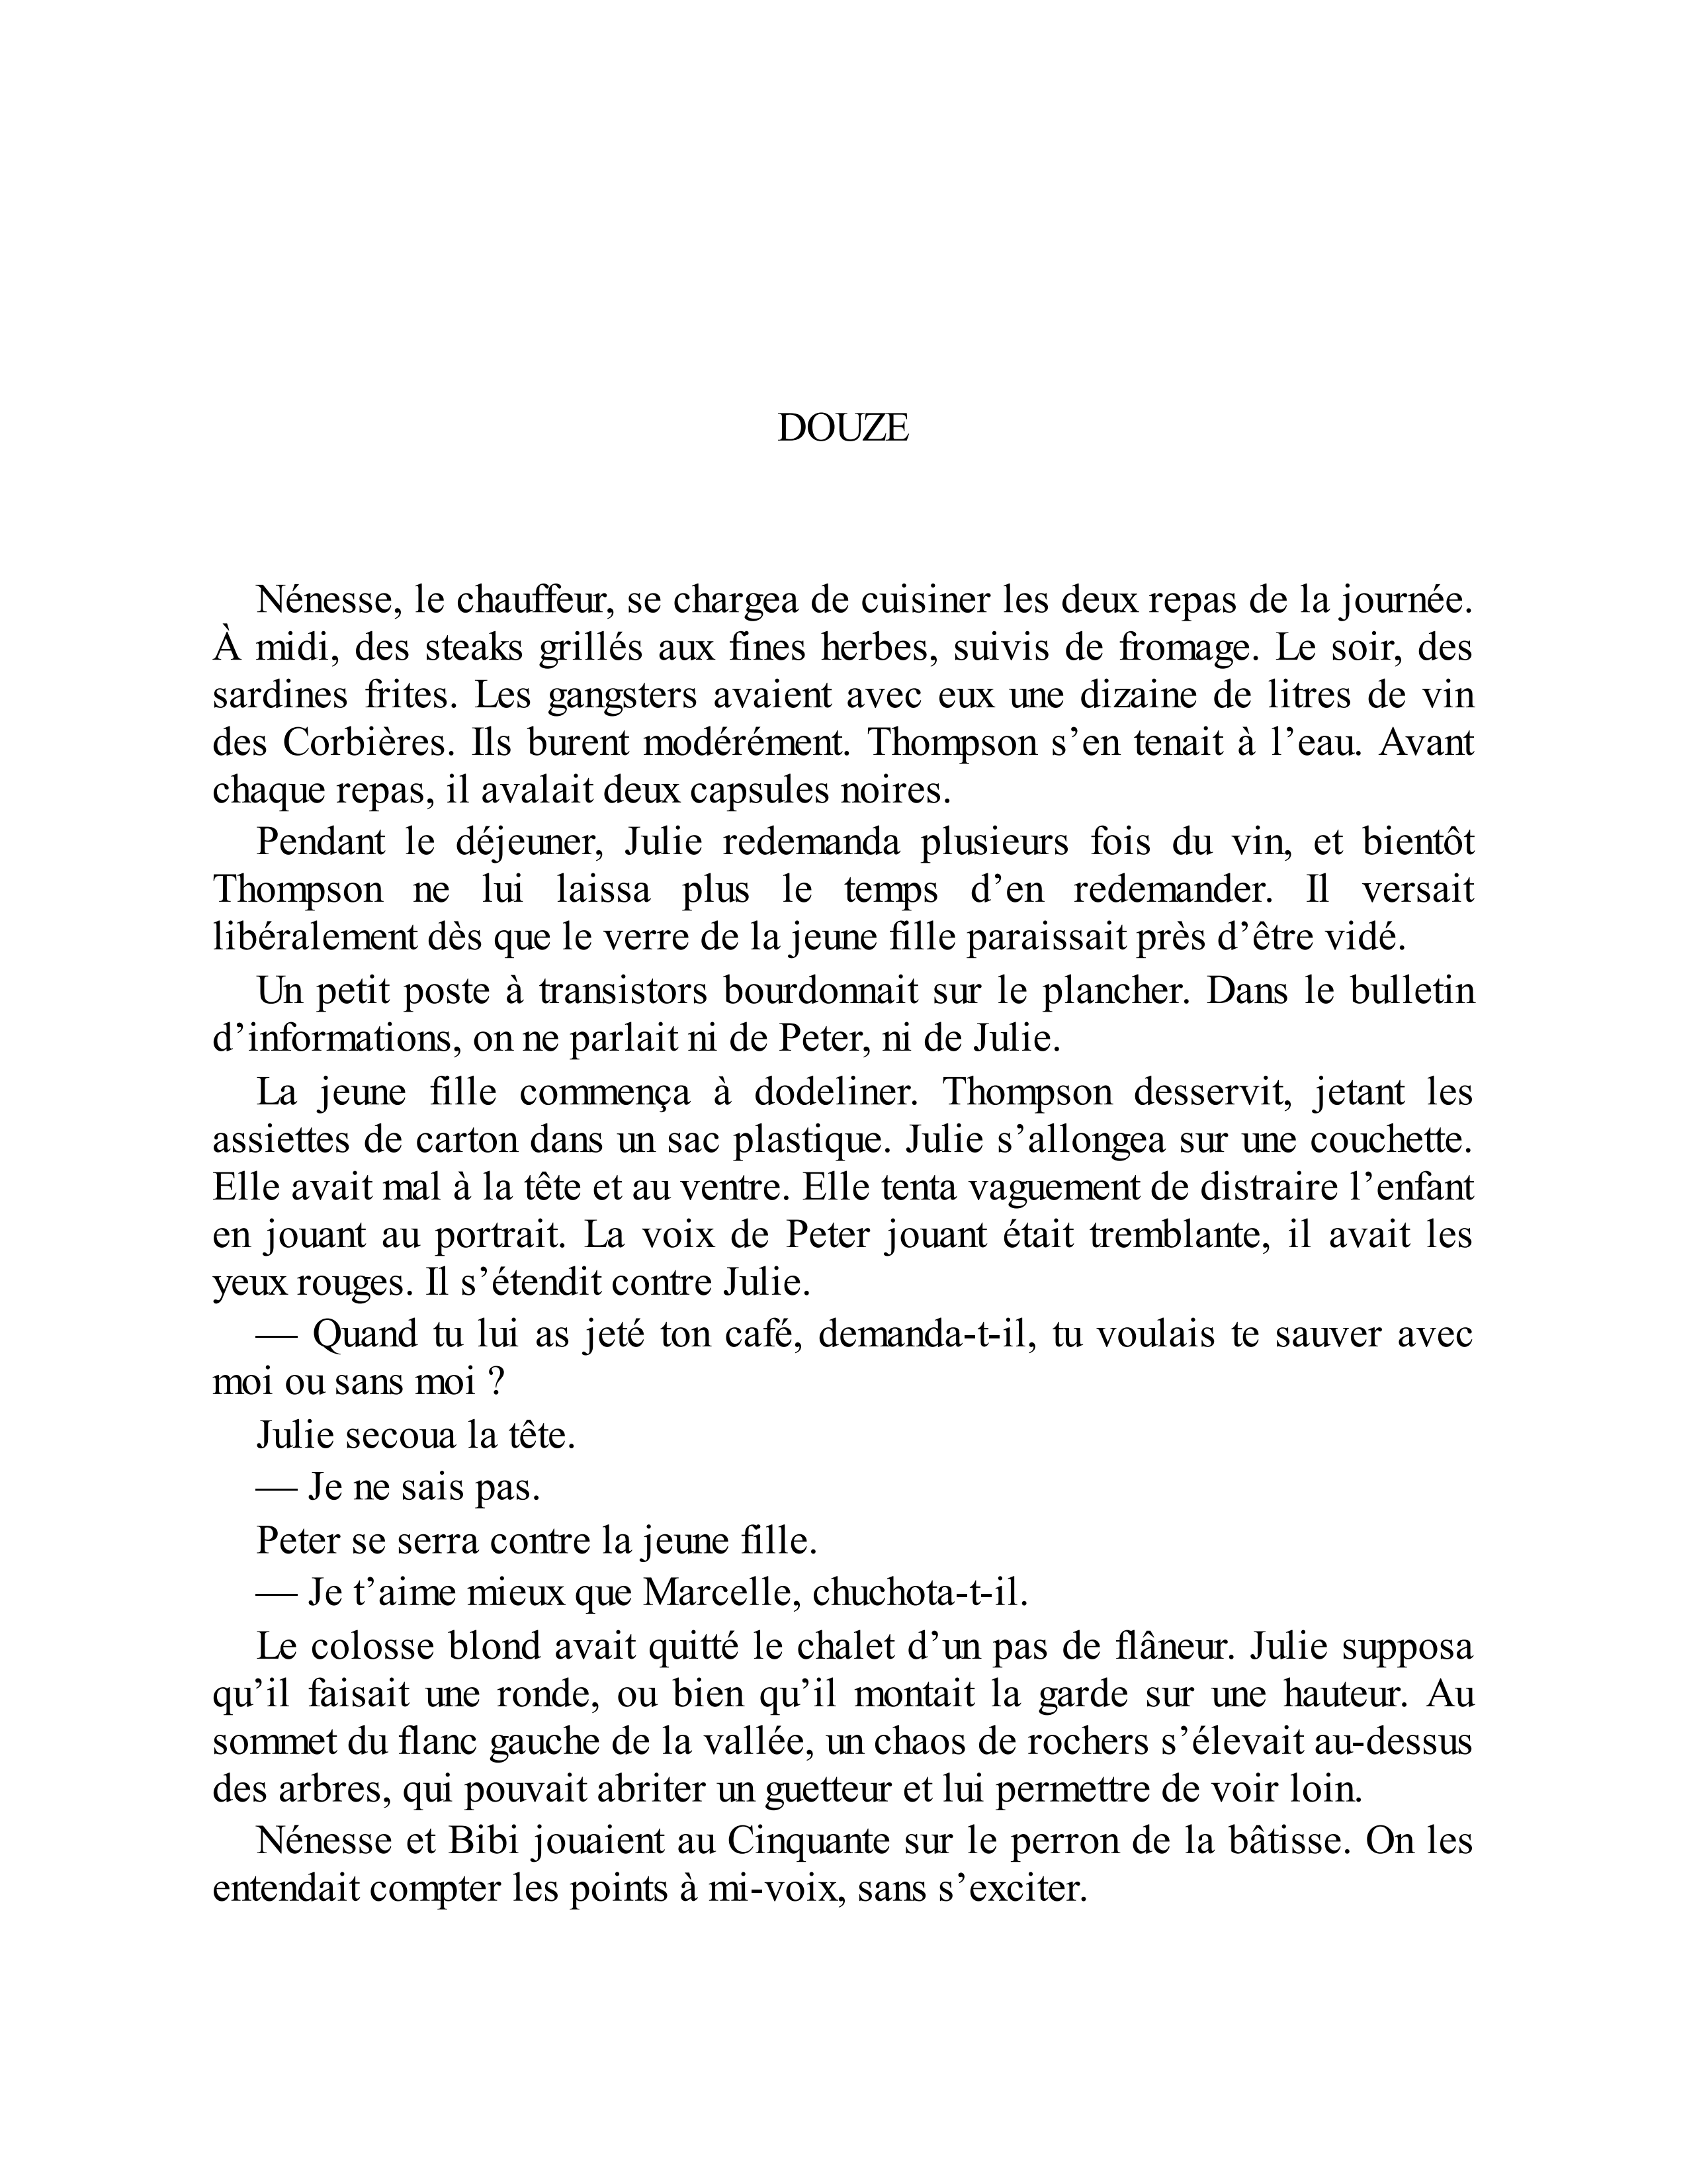 DOUZE
Nénesse, le chauffeur, se chargea de cuisiner les deux repas de la journée.
À midi, des steaks grillés aux fines herbes, suivis de fromage. Le soir, des
sardines frites. Les gangsters avaient avec eux une dizaine de litres de vin
des Corbières. Ils burent modérément. Thompson s’en tenait à l’eau. Avant
chaque repas, il avalait deux capsules noires.
Pendant le déjeuner, Julie redemanda plusieurs fois du vin, et bientôt
Thompson ne lui laissa plus le temps d’en redemander. Il versait
libéralement dès que le verre de la jeune fille paraissait près d’être vidé.
Un petit poste à transistors bourdonnait sur le plancher. Dans le bulletin
d’informations, on ne parlait ni de Peter, ni de Julie.
La jeune fille commença à dodeliner. Thompson desservit, jetant les
assiettes de carton dans un sac plastique. Julie s’allongea sur une couchette.
Elle avait mal à la tête et au ventre. Elle tenta vaguement de distraire l’enfant
en jouant au portrait. La voix de Peter jouant était tremblante, il avait les
yeux rouges. Il s’étendit contre Julie.
— Quand tu lui as jeté ton café, demanda-t-il, tu voulais te sauver avec
moi ou sans moi ?
Julie secoua la tête.
— Je ne sais pas.
Peter se serra contre la jeune fille.
— Je t’aime mieux que Marcelle, chuchota-t-il.
Le colosse blond avait quitté le chalet d’un pas de flâneur. Julie supposa
qu’il faisait une ronde, ou bien qu’il montait la garde sur une hauteur. Au
sommet du flanc gauche de la vallée, un chaos de rochers s’élevait au-dessus
des arbres, qui pouvait abriter un guetteur et lui permettre de voir loin.
Nénesse et Bibi jouaient au Cinquante sur le perron de la bâtisse. On les
entendait compter les points à mi-voix, sans s’exciter.